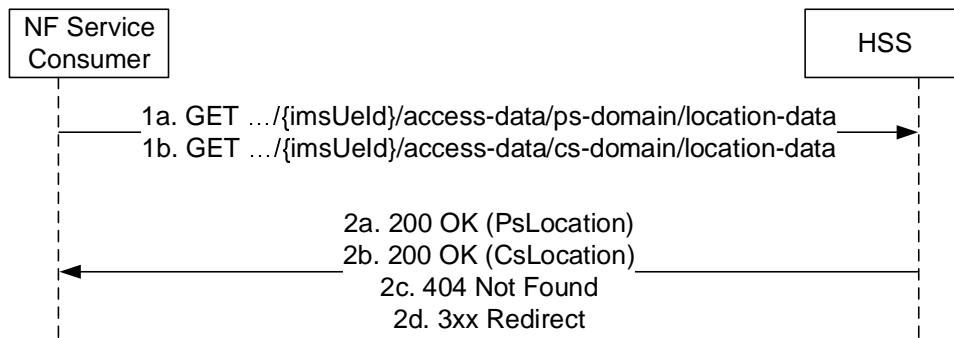 NF Service
Consumer
HSS
1a. GET …/{imsUeId}/access-data/ps-domain/location-data
1b. GET …/{imsUeId}/access-data/cs-domain/location-data
2a. 200 OK (PsLocation)
2b. 200 OK (CsLocation)
2c. 404 Not Found
2d. 3xx Redirect